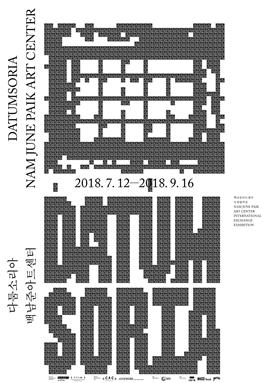 DATUMSORIA
NAM JUNE PAIK ART CENTER
2018. 7. 12—2018. 9. 16
NAM JUNE PAIK
ART CENTER
INTERNATIONAL
EXCHANGE
EXHIBITION
다툼소리아
백남준아트센터
DATUM
SORIA